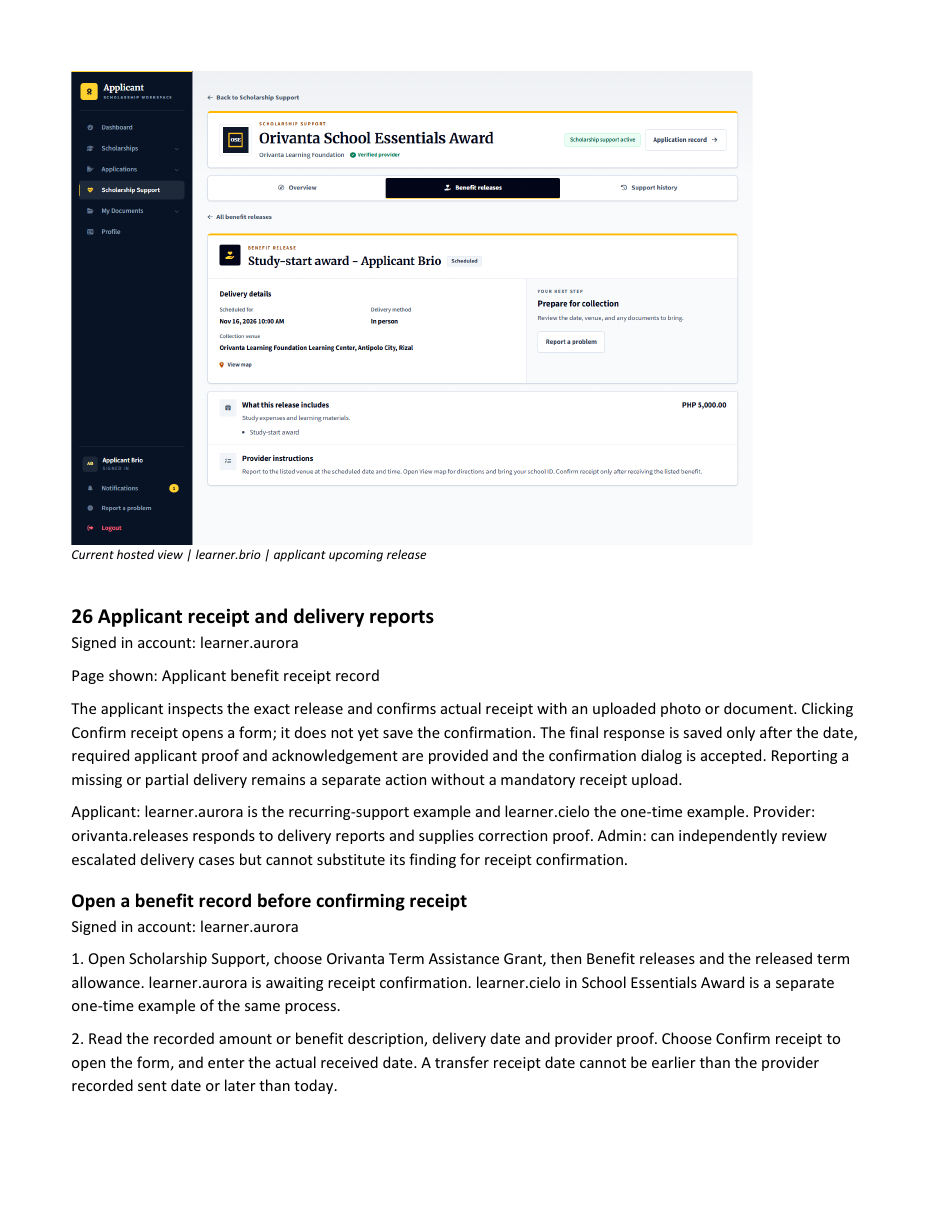 Applicant
SCHOLARSHIP WORKSPACE
Dashboard
Scholarships
Applications
Scholarship Support
My Documents
Profile
Applicant Brio
SIGNED IN
AB
Notifications
3
Report a problem
Logout
← Back to Scholarship Support
OSE
SCHOLARSHIP SUPPORT
Orivanta School Essentials Award
Orivanta Learning Foundation Verified provider
Scholarship support active
Application record →
Overview
Benefit releases
Support history
← All benefit releases
BENEFIT RELEASE
Study-start award - Applicant Brio Scheduled
Delivery details
Scheduled for
Delivery method
Nov 16, 2026 10:00 AM
In person
Collection venue
Orivanta Learning Foundation Learning Center, Antipolo City, Rizal
View map
YOUR NEXT STEP
Prepare for collection
Review the date, venue, and any documents to bring.
Report a problem
What this release includes
PHP 5,000.00
Study expenses and learning materials.
• Study-start award
Provider instructions
Report to the listed venue at the scheduled date and time. Open View map for directions and bring your school ID. Confirm receipt only after receiving the listed benefit.
Current hosted view | learner.brio | applicant upcoming release
26 Applicant receipt and delivery reports
Signed in account: learner.aurora
Page shown: Applicant benefit receipt record
The applicant inspects the exact release and confirms actual receipt with an uploaded photo or document. Clicking
Confirm receipt opens a form; it does not yet save the confirmation. The final response is saved only after the date,
required applicant proof and acknowledgement are provided and the confirmation dialog is accepted. Reporting a
missing or partial delivery remains a separate action without a mandatory receipt upload.
Applicant: learner.aurora is the recurring-support example and learner.cielo the one-time example. Provider:
orivanta.releases responds to delivery reports and supplies correction proof. Admin: can independently review
escalated delivery cases but cannot substitute its finding for receipt confirmation.
Open a benefit record before confirming receipt
Signed in account: learner.aurora
1. Open Scholarship Support, choose Orivanta Term Assistance Grant, then Benefit releases and the released term
allowance. learner.aurora is awaiting receipt confirmation. learner.cielo in School Essentials Award is a separate
one-time example of the same process.
2. Read the recorded amount or benefit description, delivery date and provider proof. Choose Confirm receipt to
open the form, and enter the actual received date. A transfer receipt date cannot be earlier than the provider
recorded sent date or later than today.